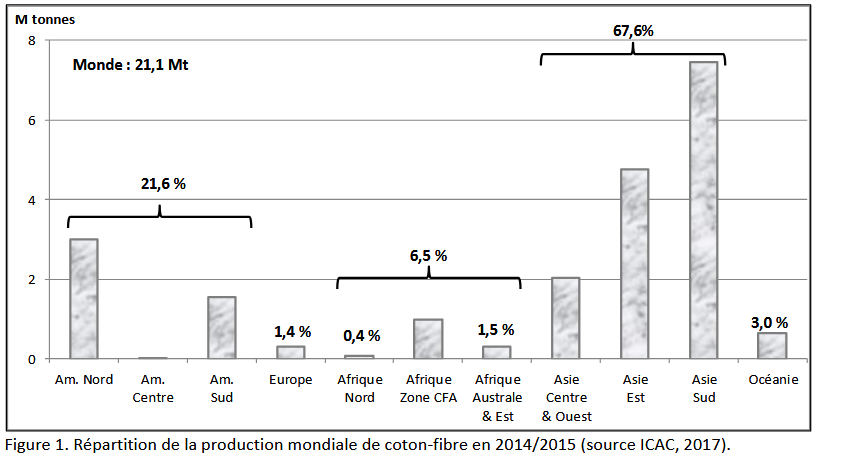 M tonnes
8
6
4
2
0
Monde : 21,1 Mt
21,6 %
1,4 %
0,4 %
6,5 %
1,5 %
67,6%
3,0 %
Am. Nord
Am.
Centre
Am.
Sud
Europe
Afrique
Nord
Afrique
Zone CFA
Afrique
Australe
& Est
Asie
Centre
& Ouest
Asie
Est
Asie
Sud
Océanie
Figure 1. Répartition de la production mondiale de coton-fibre en 2014/2015 (source ICAC, 2017).